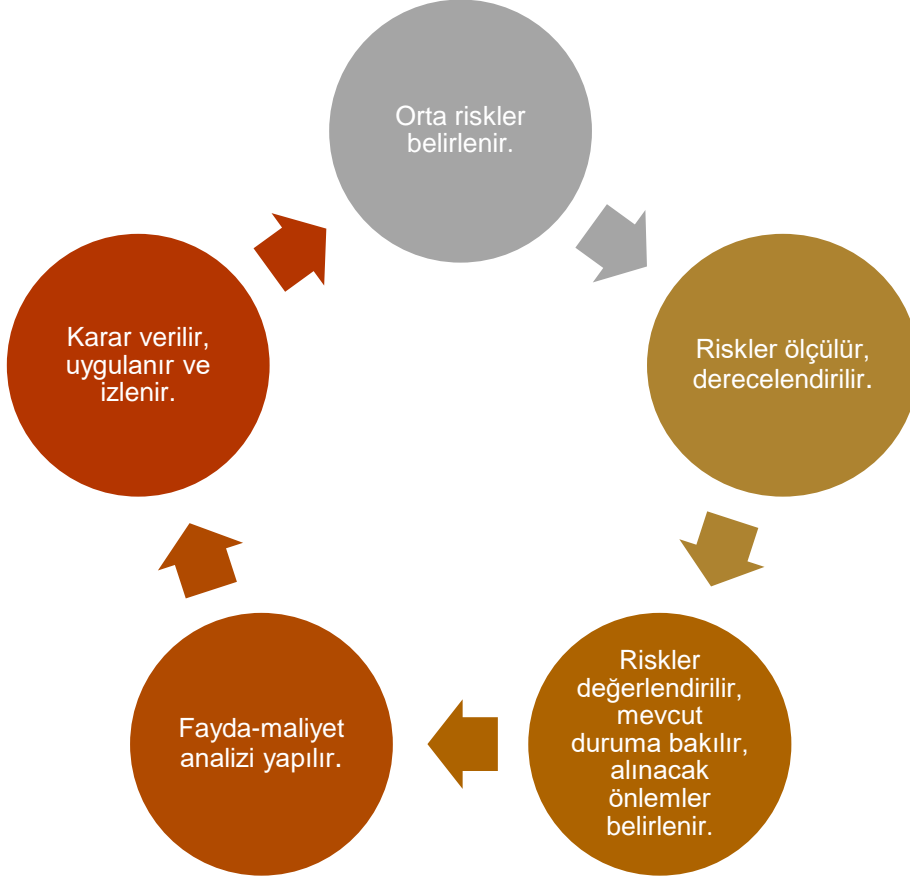 Orta riskler
belirlenir.
Riskler ölçülür,
derecelendirilir.
Riskler
değerlendirilir,
mevcut
duruma bakılır,
alınacak
önlemler
belirlenir.
Fayda-maliyet
analizi yapılır.
Karar verilir,
uygulanır ve
izlenir.